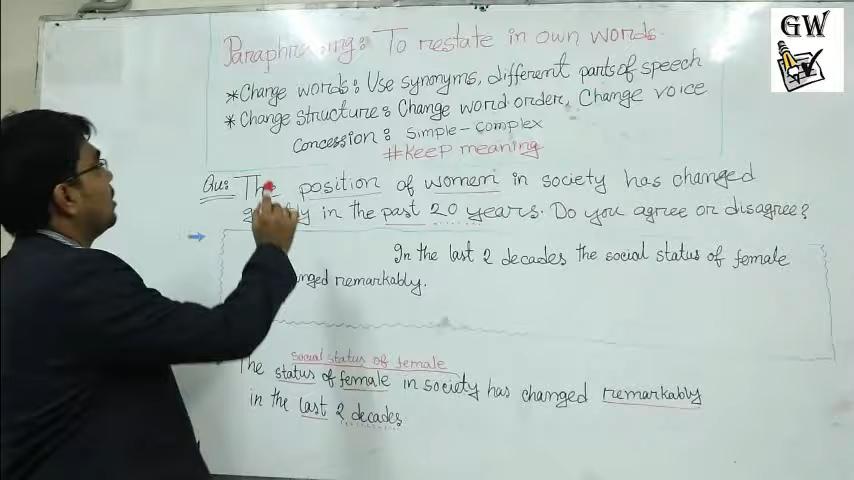 GW
Paraphrasing: To restate in own words.
*Change words: Use synonyms, different parts of speech
*Change structure: Change word order, Change voice
Concession: Simple-complex
#Keep meaning
Qu: The position of women in society has changed
in the past 20 years. Do you agree or disagree?
In the last 2 decades the social status of female
remarkably.
social status of female
The status of female in society has changed remarkably
in the last 2 decades